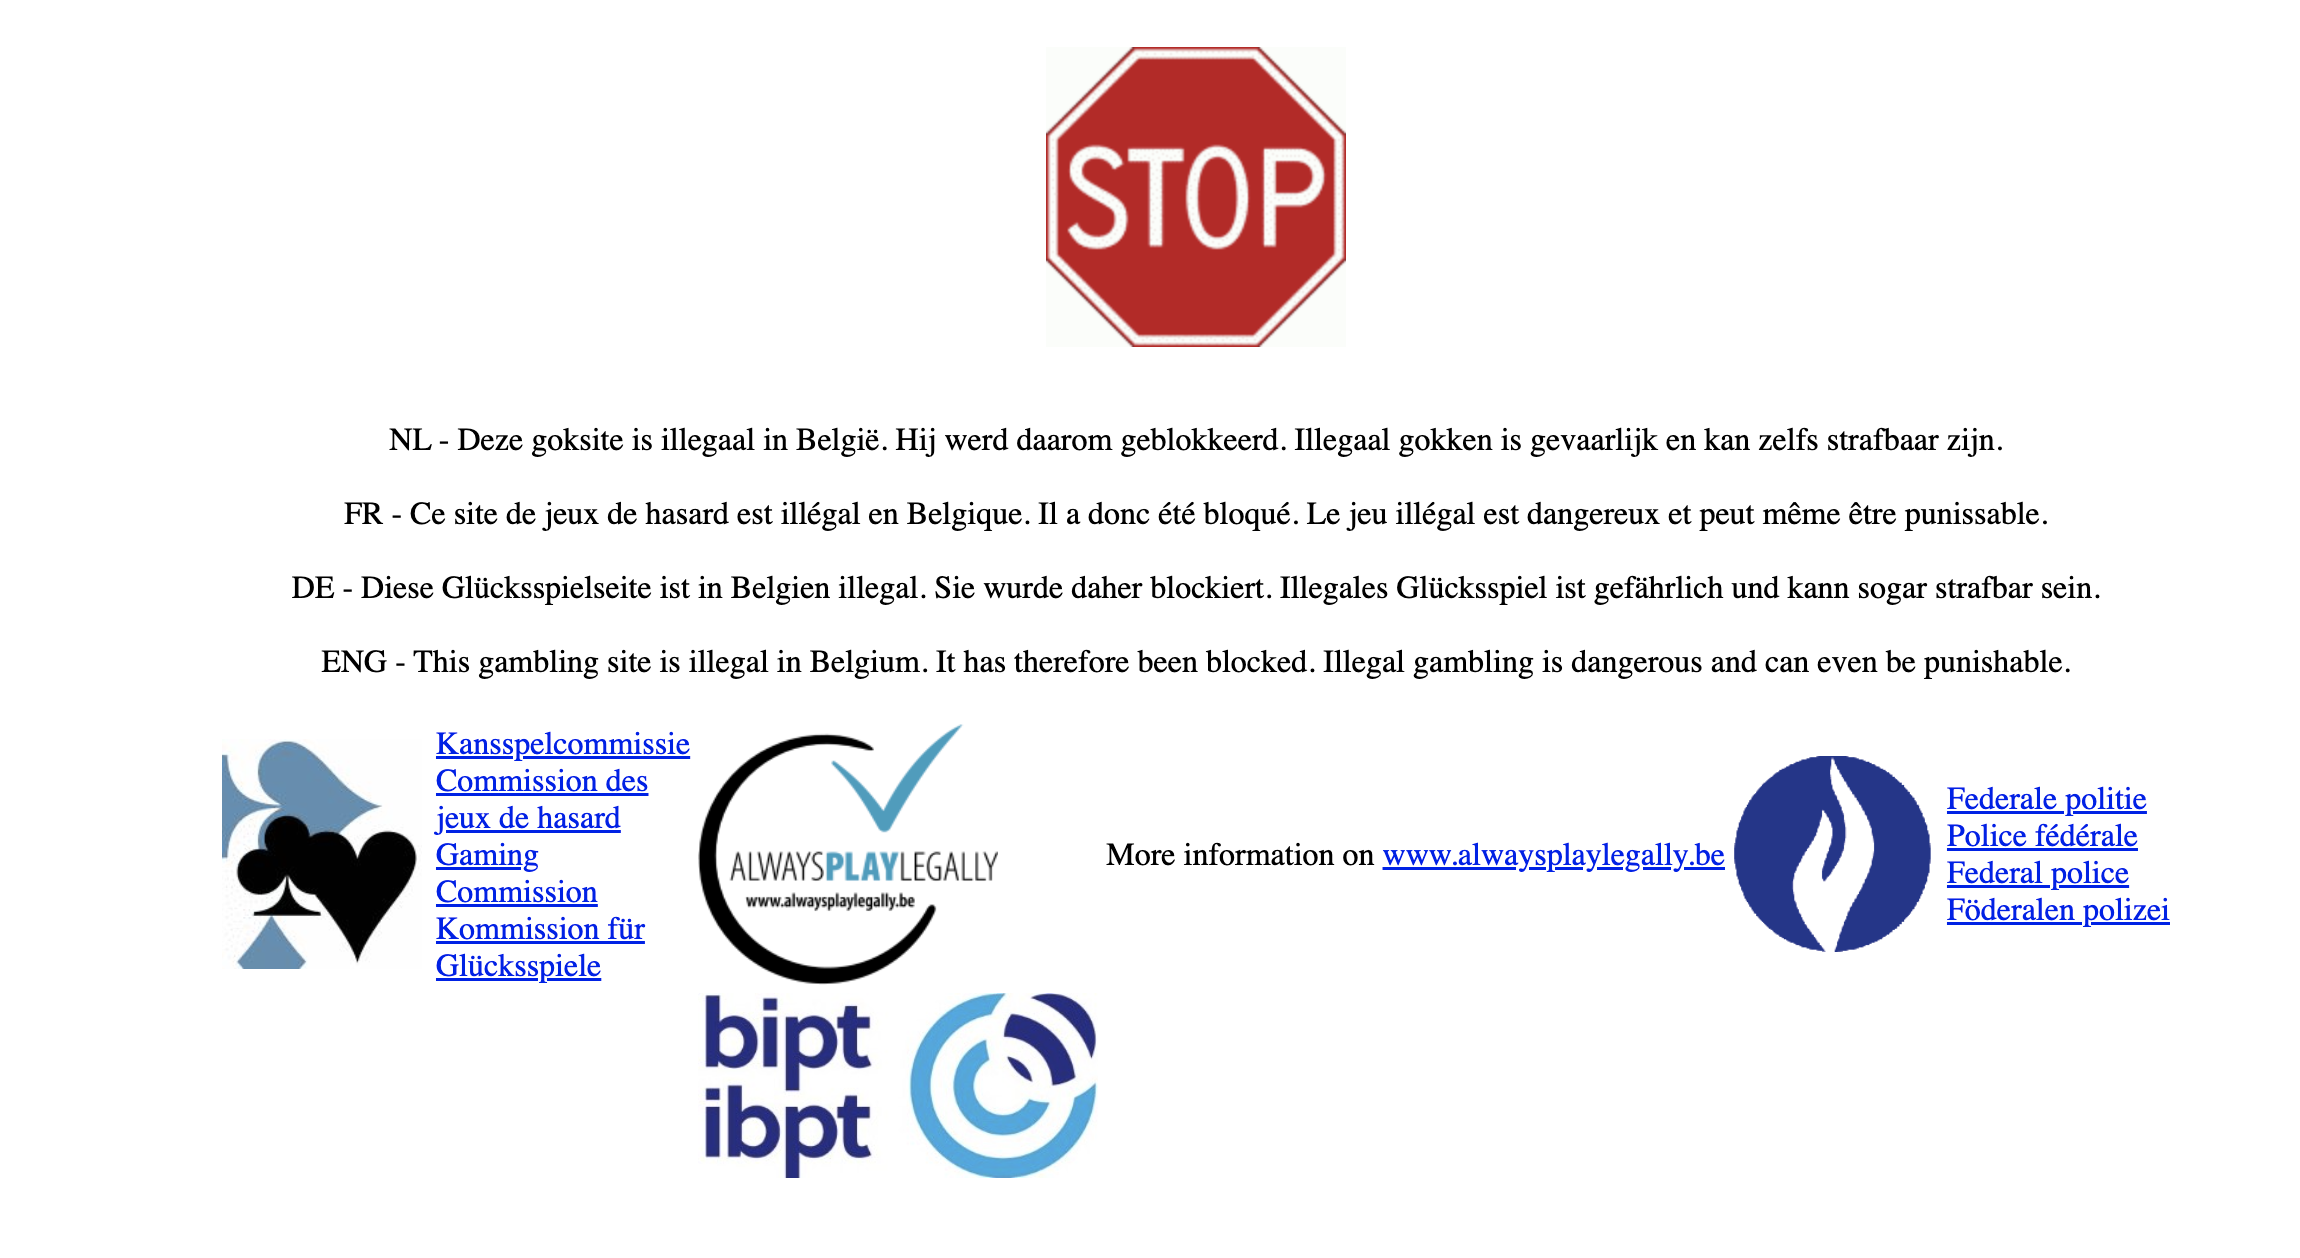 STOP
NL - Deze goksite is illegaal in België. Hij werd daarom geblokkeerd. Illegaal gokken is gevaarlijk en kan zelfs strafbaar zijn.
FR - Ce site de jeux de hasard est illégal en Belgique. Il a donc été bloqué. Le jeu illégal est dangereux et peut même être punissable.
DE - Diese Glücksspielseite ist in Belgien illegal. Sie wurde daher blockiert. Illegales Glücksspiel ist gefährlich und kann sogar strafbar sein.
ENG - This gambling site is illegal in Belgium. It has therefore been blocked. Illegal gambling is dangerous and can even be punishable.
Kansspelcommissie
Commission des
jeux de hasard
Gaming
Commission
Kommission für
Glücksspiele
ALWAYSPLAYLEGALLY
www.alwaysplaylegally.be
More information on www.alwaysplaylegally.be
Federale politie
Police fédérale
Federal police
Föderalen polizei
bipt
ibpt